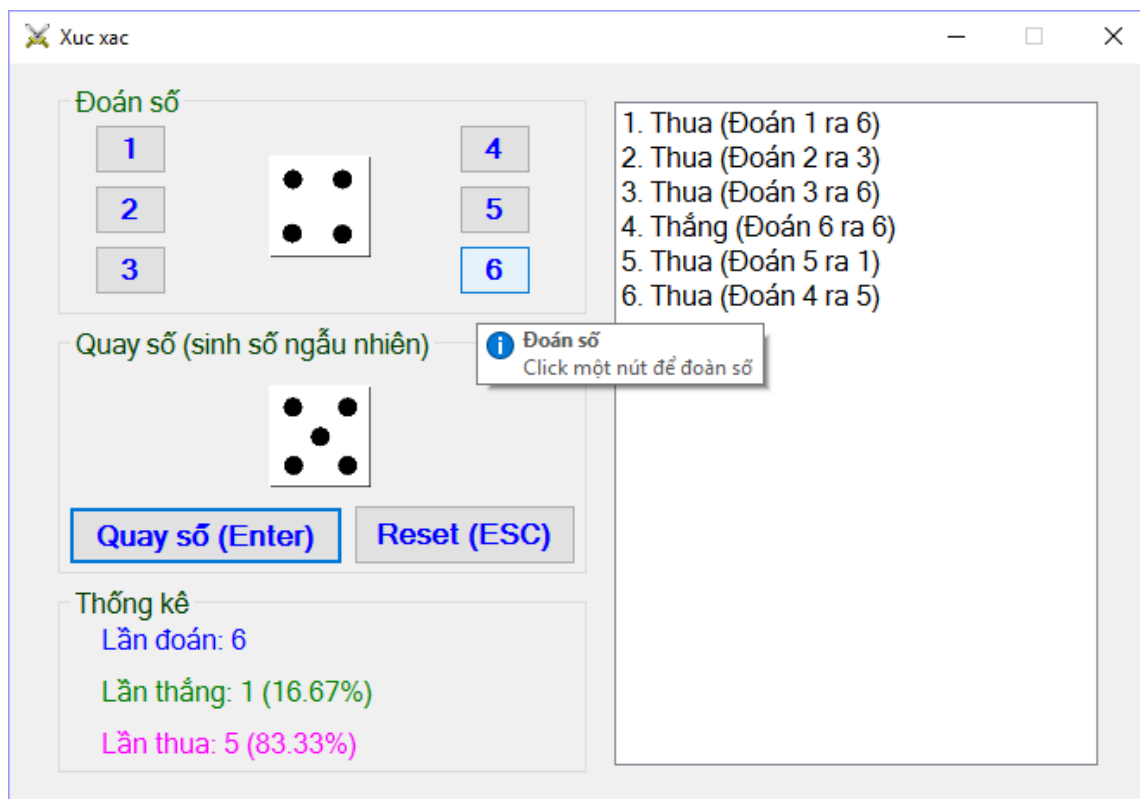 Xuc xac
Đoán số
1
2
3
4
5
6
Quay số (sinh số ngẫu nhiên)
Đoán số
Click một nút để đoàn số
Quay số (Enter)
Reset (ESC)
Thống kê
Lần đoán: 6
Lần thắng: 1 (16.67%)
Lần thua: 5 (83.33%)
1. Thua (Đoán 1 ra 6)
2. Thua (Đoán 2 ra 3)
3. Thua (Đoán 3 ra 6)
4. Thắng (Đoán 6 ra 6)
5. Thua (Đoán 5 ra 1)
6. Thua (Đoán 4 ra 5)